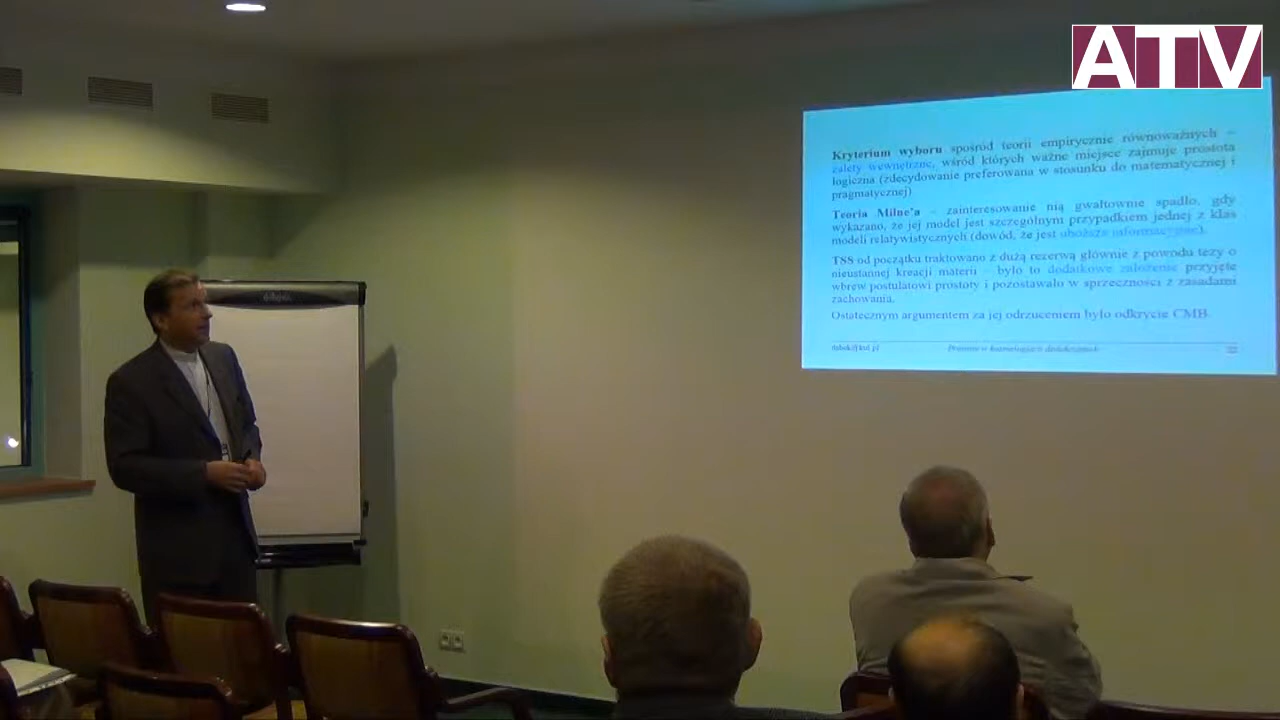 ATV
Kryterium wyboru spośród teorii empirycznie równoważnych –
zalety wewnętrzne, wśród których ważne miejsce zajmuje prostota
logiczna (zdecydowanie preferowana w stosunku do matematycznej i
pragmatycznej)
Teoria Milne'a – zainteresowanie nią gwałtownie spadło, gdy
wykazano, że jej model jest szczególnym przypadkiem jednej z klas
modeli relatywistycznych (dowód, że jest uboższa informacyjnie).
TSS od początku traktowano z dużą rezerwą głównie z powodu tezy o
nieustannej kreacji materii – było to dodatkowe założenie przyjęte
wbrew postulatowi prostoty i pozostawało w sprzeczności z zasadami
zachowania.
Ostatecznym argumentem za jej odrzuceniem było odkrycie CMB.